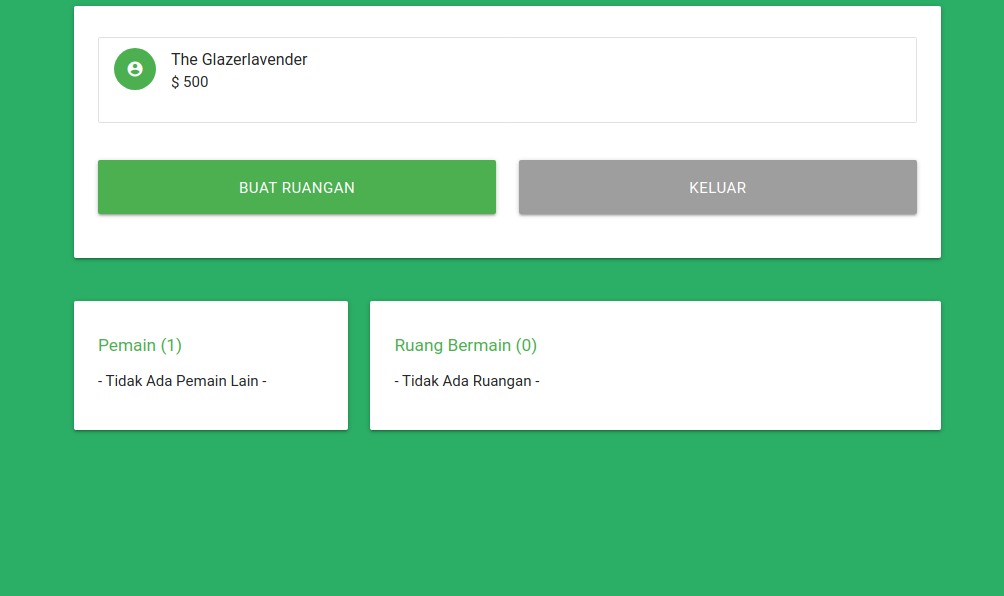 The Glazerlavender
$ 500
BUAT RUANGAN
KELUAR
Pemain (1)
- Tidak Ada Pemain Lain -
Ruang Bermain (0)
- Tidak Ada Ruangan -